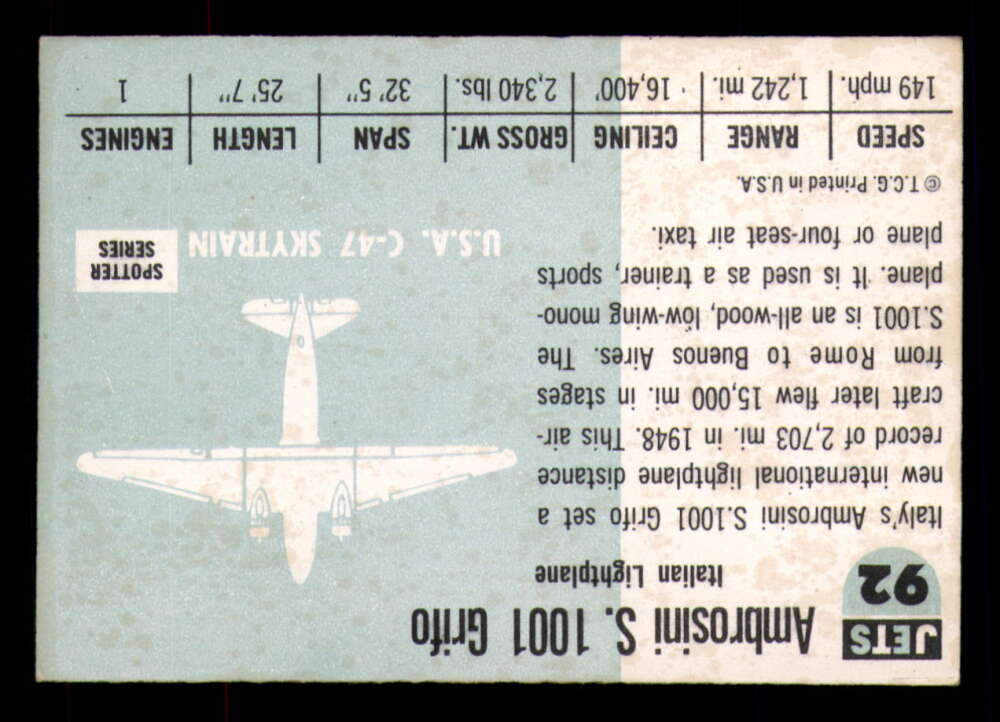 JETS
92
Ambrosini S. 1001 Grifo
Italian Lightplane
Italy's Ambrosini S.1001 Grifo set a
new international lightplane distance
record of 2,703 mi. in 1948. This air-
craft later flew 15,000 mi. in stages
from Rome to Buenos Aires. The
S.1001 is an all-wood, low-wing mono-
plane. It is used as a trainer, sports
plane or four-seat air taxi.
© T.C.G. Printed in U.S.A.
U.S.A. C-47 SKYTRAIN
SPOTTER
SERIES
SPEED RANGE CEILING GROSS WT. SPAN LENGTH ENGINES
149 mph. 1,242 mi. 16,400' 2,340 lbs. 32' 5" 25' 7" 1